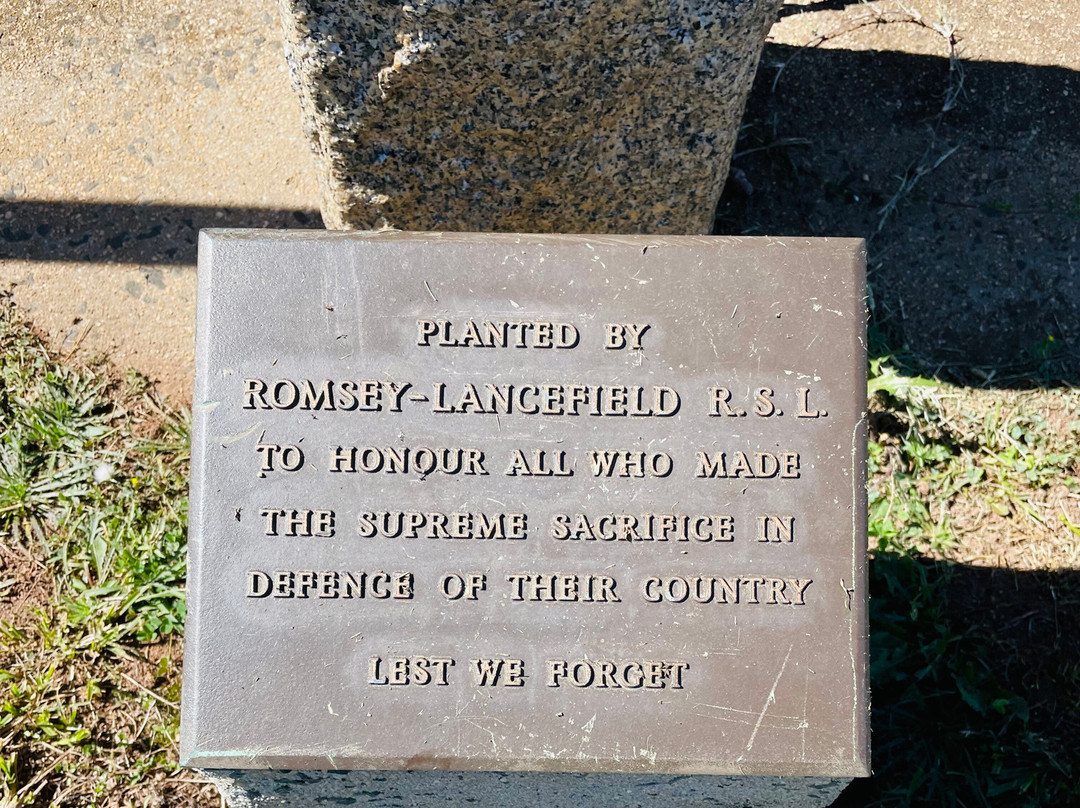 PLANTED BY
ROMSEY-LANCEFIELD R.S.L.
TO HONOUR ALL WHO MADE
THE SUPREME SACRIFICE IN
DEFENCE OF THEIR COUNTRY
LEST WE FORGET